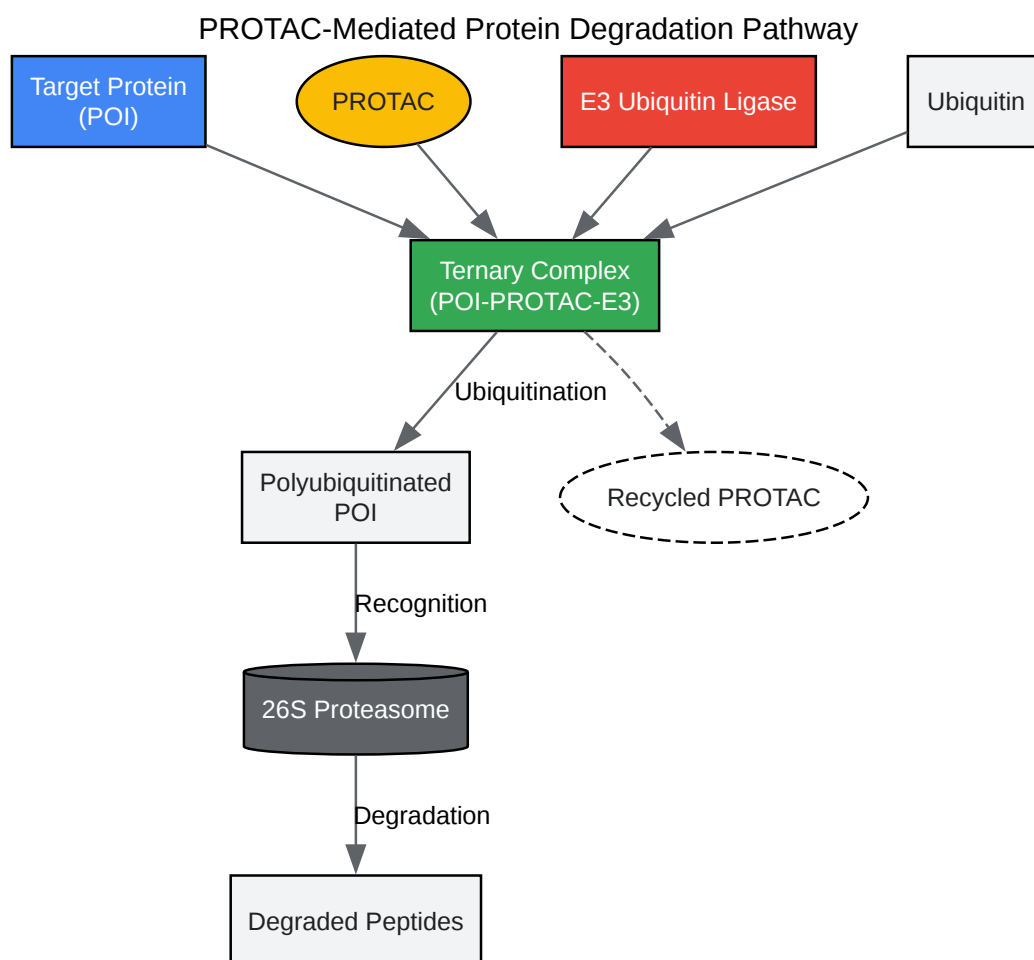 PROTAC-Mediated Protein Degradation Pathway
Target Protein
(POI)
PROTAC
E3 Ubiquitin Ligase
Ubiquitin
Ternary Complex
(POI-PROTAC-E3)
Ubiquitination
Polyubiquitinated
POI
Recycled PROTAC
Recognition
26S Proteasome
Degradation
Degraded Peptides